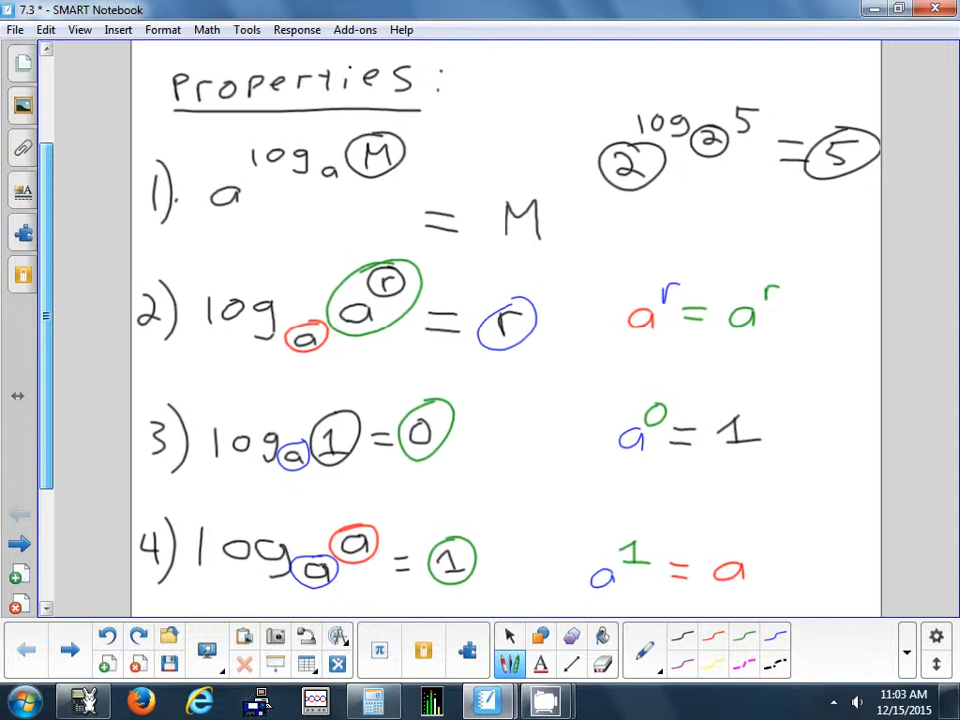 7.3 * - SMART Notebook
File Edit View Insert Format Math Tools Response Add-ons Help
Properties:
1). a^{log_a M} = M
2^{log_2 5} = 5
2) log_a a^r = r
a^r = a^r
3) log_a 1 = 0
a^0 = 1
4) log_a a = 1
a^1 = a
11:03 AM
12/15/2015